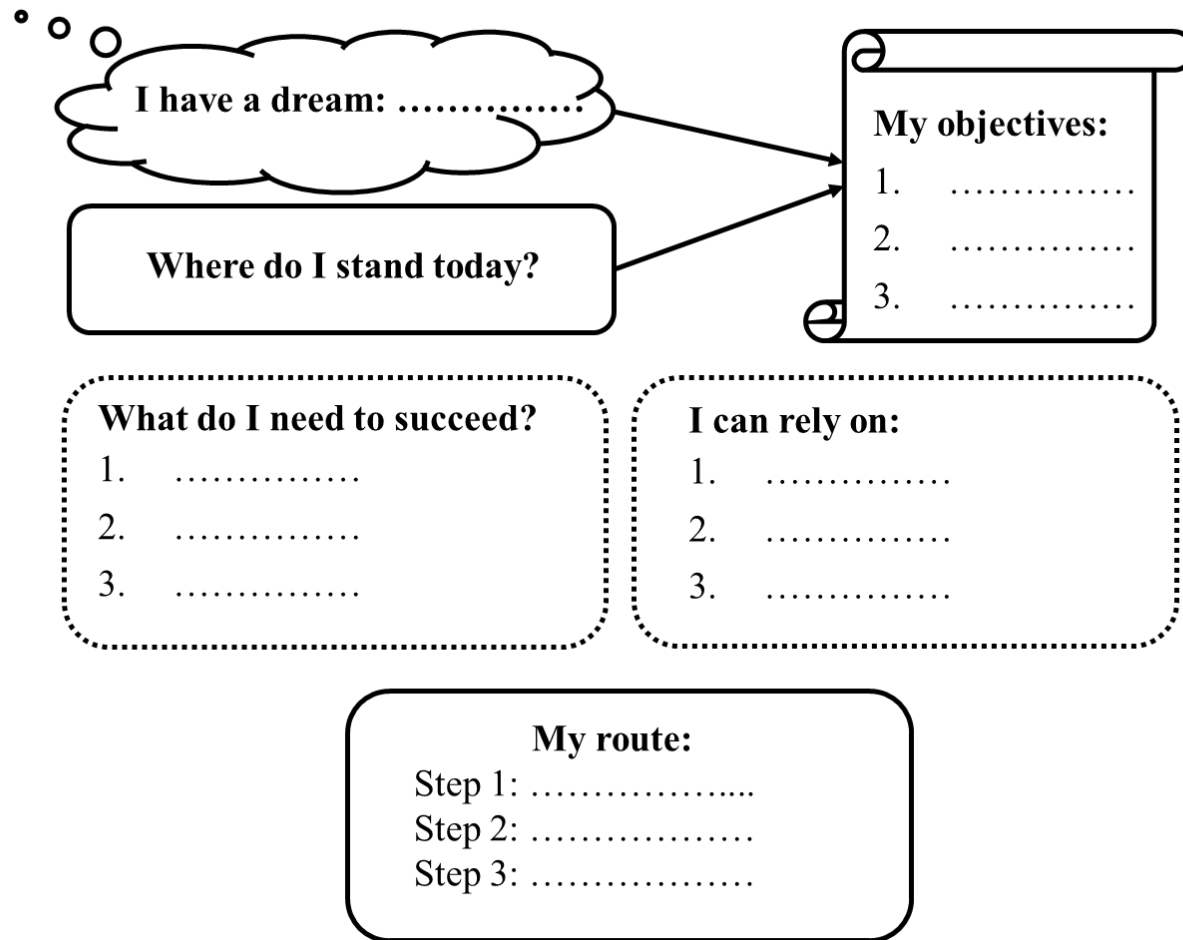 I have a dream: ……………
Where do I stand today?
My objectives:
1. ……………
2. ……………
3. ……………
What do I need to succeed?
1. ……………
2. ……………
3. ……………
I can rely on:
1. ……………
2. ……………
3. ……………
My route:
Step 1: ………………....
Step 2: ………………
Step 3: ………………